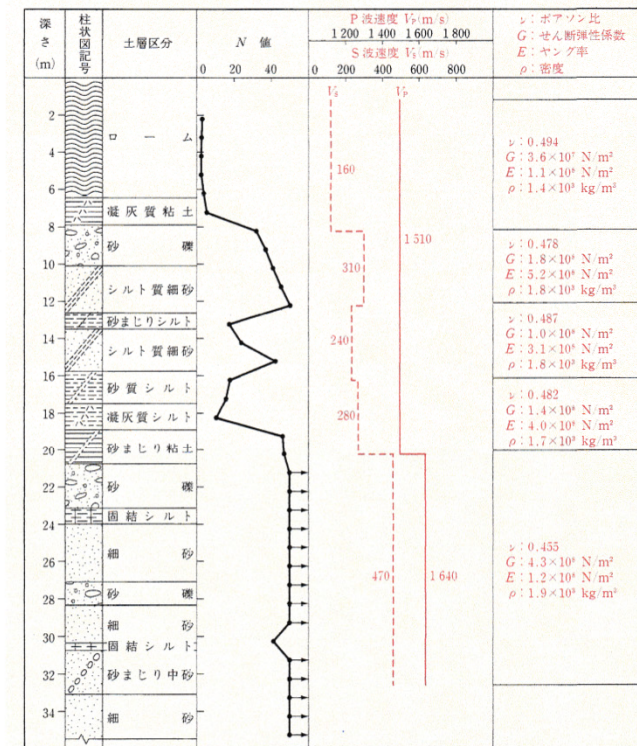 深さ(m)
柱状図記号
土層区分
N 値
0 20 40
P 波速度 Vp(m/s)
1 200 1 400 1 600 1 800
S 波速度 Vs(m/s)
0 200 400 600 800
ν:ポアソン比
G:せん断弾性係数
E:ヤング率
ρ:密度
Vs
Vp
2
4
6
8
10
12
14
16
18
20
22
24
26
28
30
32
34
ローム
凝灰質粘土
砂礫
シルト質細砂
砂まじりシルト
シルト質細砂
砂質シルト
凝灰質シルト
砂まじり粘土
砂礫
固結シルト
細砂
砂礫
細砂
固結シルト
砂まじり中砂
細砂
160
310
240
280
470
1 510
1 640
ν:0.494
G:3.6×10⁷ N/m²
E:1.1×10⁸ N/m²
ρ:1.4×10³ kg/m³
ν:0.478
G:1.8×10⁸ N/m²
E:5.2×10⁸ N/m²
ρ:1.8×10³ kg/m³
ν:0.487
G:1.0×10⁸ N/m²
E:3.1×10⁸ N/m²
ρ:1.8×10³ kg/m³
ν:0.482
G:1.4×10⁸ N/m²
E:4.0×10⁸ N/m²
ρ:1.7×10³ kg/m³
ν:0.455
G:4.3×10⁸ N/m²
E:1.2×10⁹ N/m²
ρ:1.9×10³ kg/m³